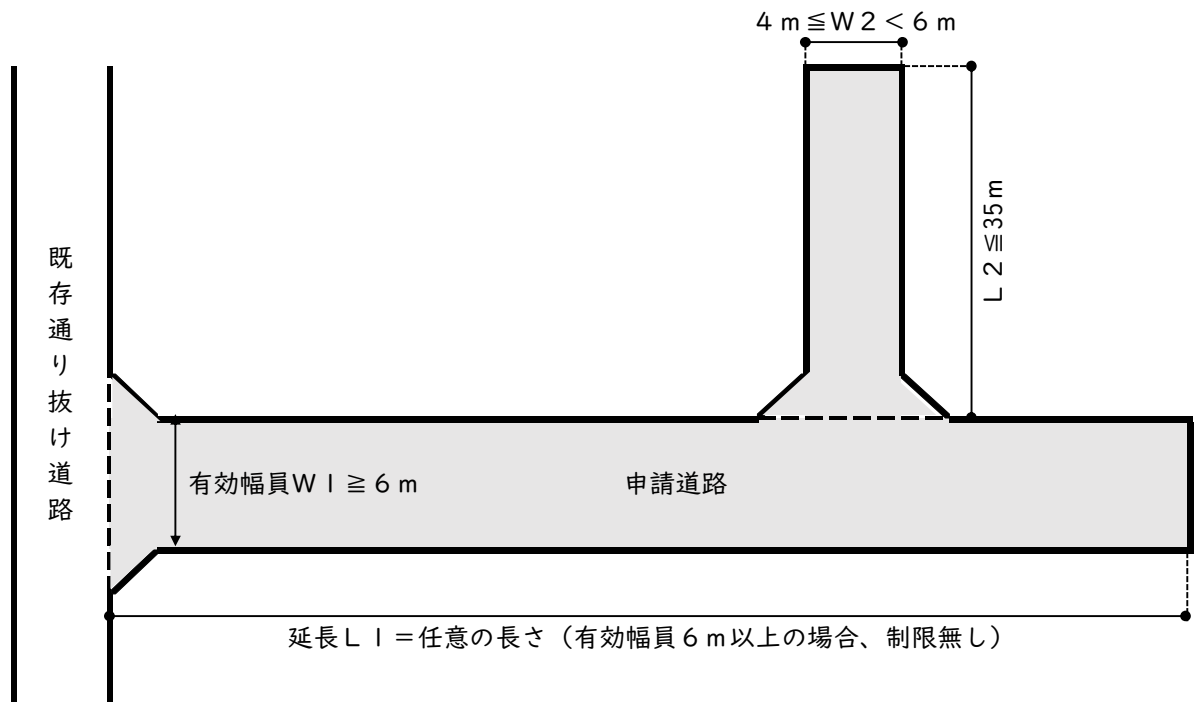 ４ｍ≦Ｗ２＜６ｍ
Ｌ２≦35ｍ
既存通り抜け道路
有効幅員Ｗ１≧６ｍ
申請道路
延長Ｌ１＝任意の長さ（有効幅員６ｍ以上の場合、制限無し）